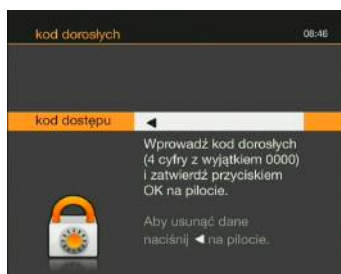 kod dorosłych 08:46
kod dostępu ◄
Wprowadź kod dorosłych
(4 cyfry z wyjątkiem 0000)
i zatwierdź przyciskiem
OK na pilocie.
Aby usunąć dane
naciśnij ◄ na pilocie.